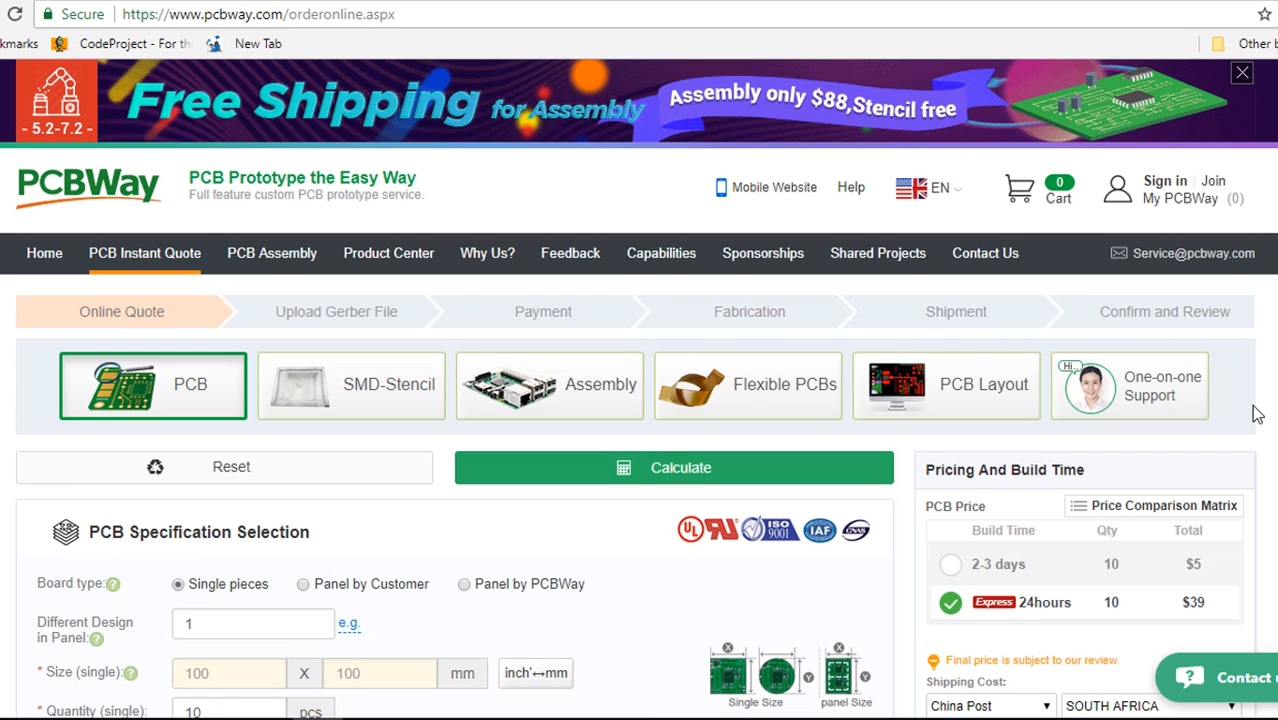 Secure https://www.pcbway.com/orderonline.aspx
kmarks CodeProject - For th New Tab Other b
- 5.2-7.2 -
Free Shipping for Assembly
Assembly only $88,Stencil free
PCBWay
PCB Prototype the Easy Way
Full feature custom PCB prototype service.
Mobile Website Help EN
0
Cart
Sign in Join
My PCBWay (0)
Home PCB Instant Quote PCB Assembly Product Center Why Us? Feedback Capabilities Sponsorships Shared Projects Contact Us Service@pcbway.com
Online Quote Upload Gerber File Payment Fabrication Shipment Confirm and Review
PCB SMD-Stencil Assembly Flexible PCBs PCB Layout
Hi..
One-on-one
Support
Reset Calculate
PCB Specification Selection
UL ISO 9001 IAF CNAS
Board type: ? Single pieces Panel by Customer Panel by PCBWay
Different Design
in Panel: ?
1 e.g.
* Size (single): ? 100 X 100 mm inch'↔mm
X X
Y Y
Single Size panel Size
* Quantity (single): 10 pcs
Pricing And Build Time
PCB Price Price Comparison Matrix
Build Time Qty Total
2-3 days 10 $5
Express 24hours 10 $39
Final price is subject to our review.
Shipping Cost:
China Post SOUTH AFRICA
? Contact u